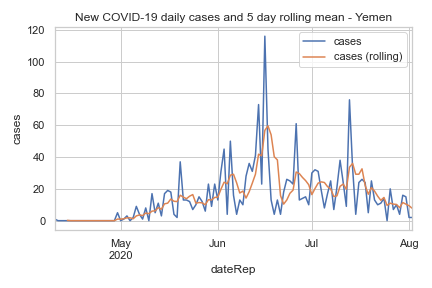 New COVID-19 daily cases and 5 day rolling mean - Yemen
cases
cases (rolling)
120
100
80
60
40
20
0
cases
May
2020
Jun
Jul
Aug
dateRep